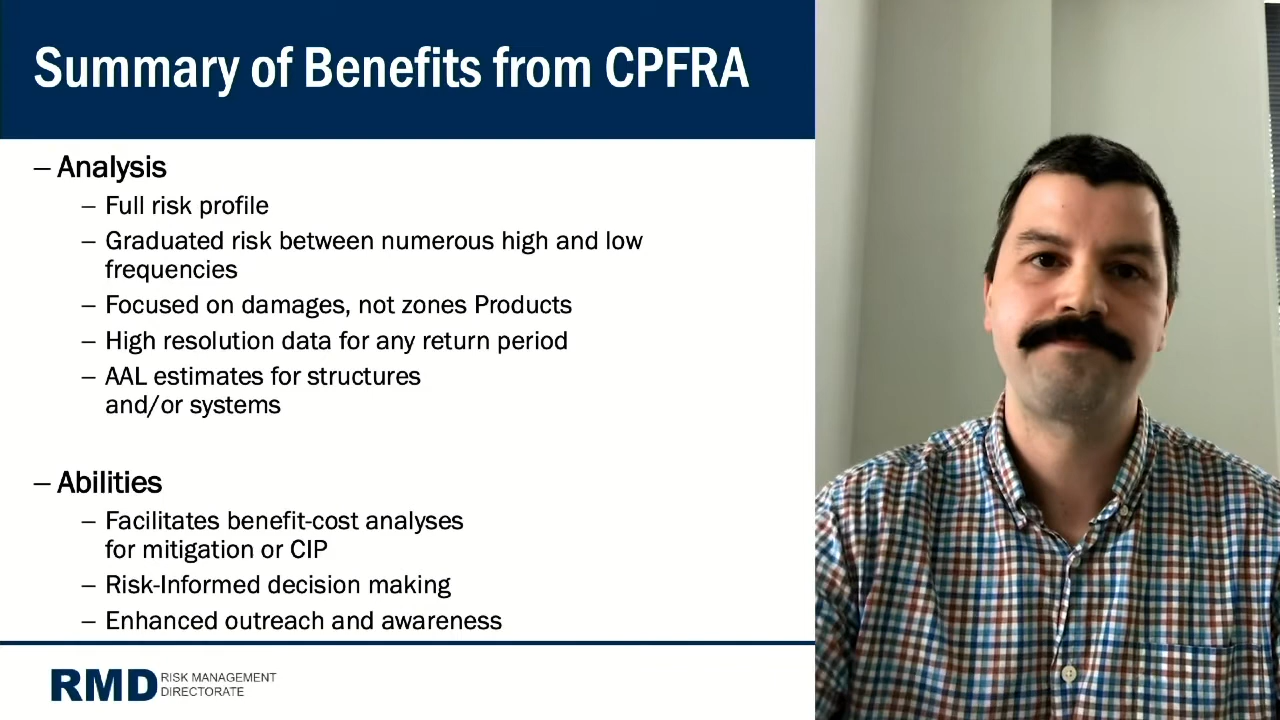 Summary of Benefits from CPFRA
– Analysis
– Full risk profile
– Graduated risk between numerous high and low
frequencies
– Focused on damages, not zones Products
– High resolution data for any return period
– AAL estimates for structures
and/or systems
– Abilities
– Facilitates benefit-cost analyses
for mitigation or CIP
– Risk-Informed decision making
– Enhanced outreach and awareness
RMD RISK MANAGEMENT
DIRECTORATE